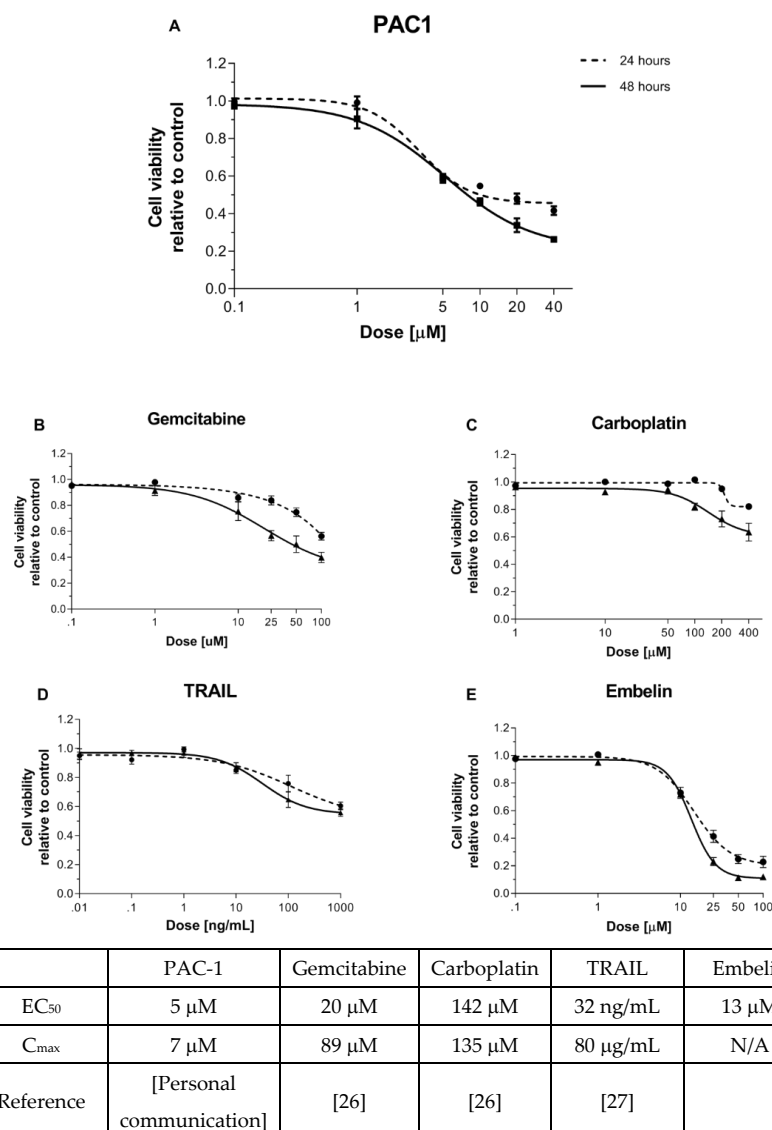 A
PAC1
24 hours
48 hours
Cell viability
relative to control
1.2
1.0
0.8
0.6
0.4
0.2
0.0
0.1 1 5 10 20 40
Dose [μM]
B
Gemcitabine
Cell viability
relative to control
1.2
1.0
0.8
0.6
0.4
0.2
0.0
.1 1 10 25 50 100
Dose [uM]
C
Carboplatin
Cell viability
relative to control
1.2
1.0
0.8
0.6
0.4
0.2
0.0
1 10 50 100 200 400
Dose [μM]
D
TRAIL
Cell viability
relative to control
1.2
1.0
0.8
0.6
0.4
0.2
0.0
.01 .1 1 10 100 1000
Dose [ng/mL]
E
Embelin
Cell viability
relative to control
1.2
1.0
0.8
0.6
0.4
0.2
0.0
.1 1 10 25 50 100
Dose [μM]
PAC-1 Gemcitabine Carboplatin TRAIL Embeli
EC50 5 μM 20 μM 142 μM 32 ng/mL 13 μM
Cmax 7 μM 89 μM 135 μM 80 μg/mL N/A
Reference [Personal communication] [26] [26] [27]